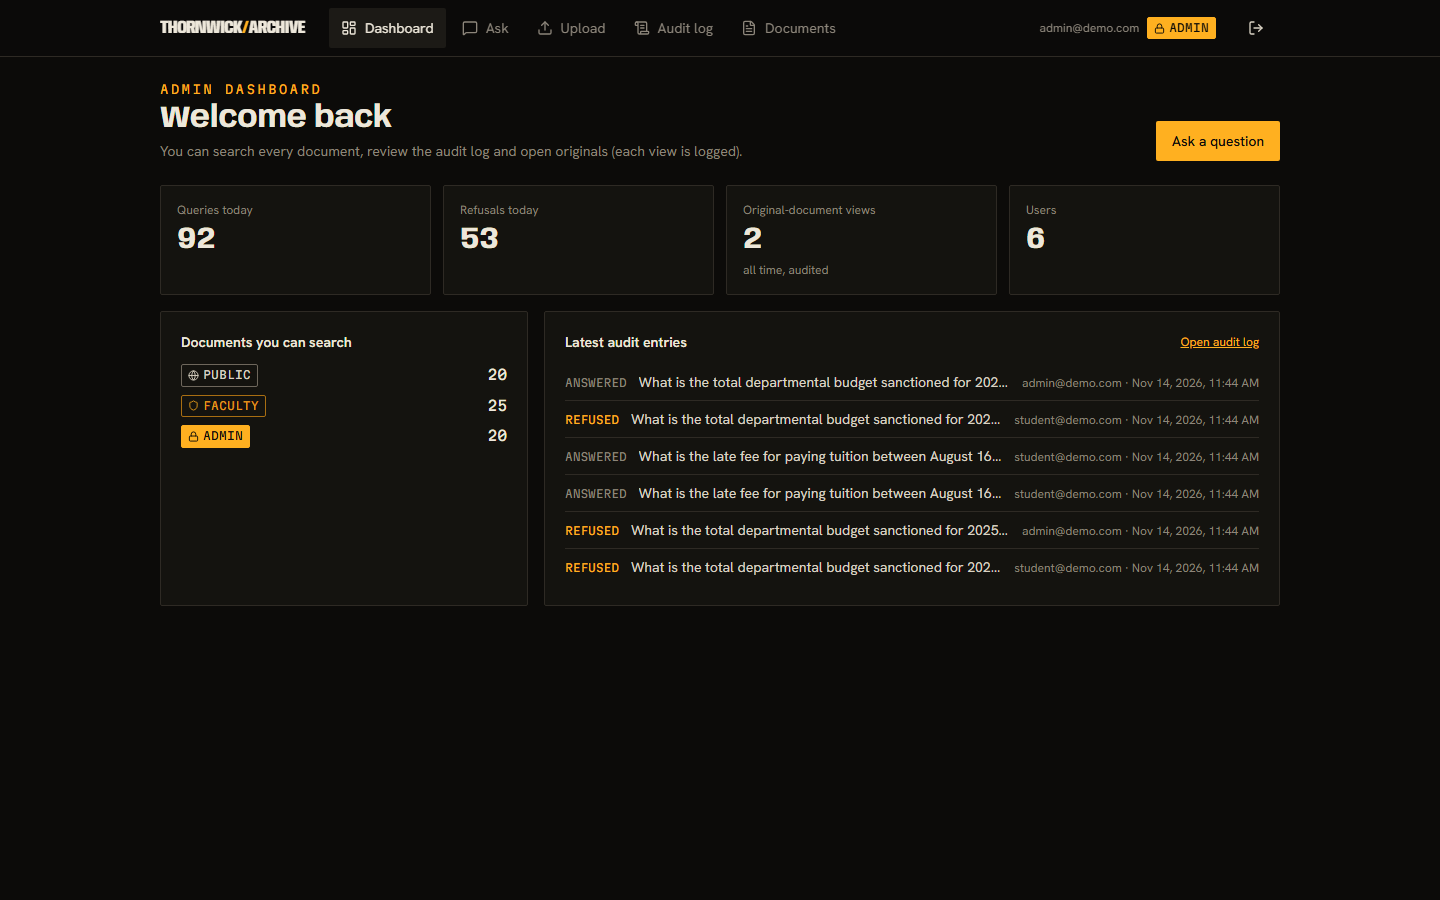 THORNWICK/ARCHIVE Dashboard Ask Upload Audit log Documents admin@demo.com ADMIN
ADMIN DASHBOARD
Welcome back
You can search every document, review the audit log and open originals (each view is logged).
Ask a question
Queries today
92
Refusals today
53
Original-document views
2
all time, audited
Users
6
Documents you can search
PUBLIC 20
FACULTY 25
ADMIN 20
Latest audit entries Open audit log
ANSWERED What is the total departmental budget sanctioned for 202... admin@demo.com · Nov 14, 2026, 11:44 AM
REFUSED What is the total departmental budget sanctioned for 202... student@demo.com · Nov 14, 2026, 11:44 AM
ANSWERED What is the late fee for paying tuition between August 16... student@demo.com · Nov 14, 2026, 11:44 AM
ANSWERED What is the late fee for paying tuition between August 16... student@demo.com · Nov 14, 2026, 11:44 AM
REFUSED What is the total departmental budget sanctioned for 2025... admin@demo.com · Nov 14, 2026, 11:44 AM
REFUSED What is the total departmental budget sanctioned for 202... student@demo.com · Nov 14, 2026, 11:44 AM